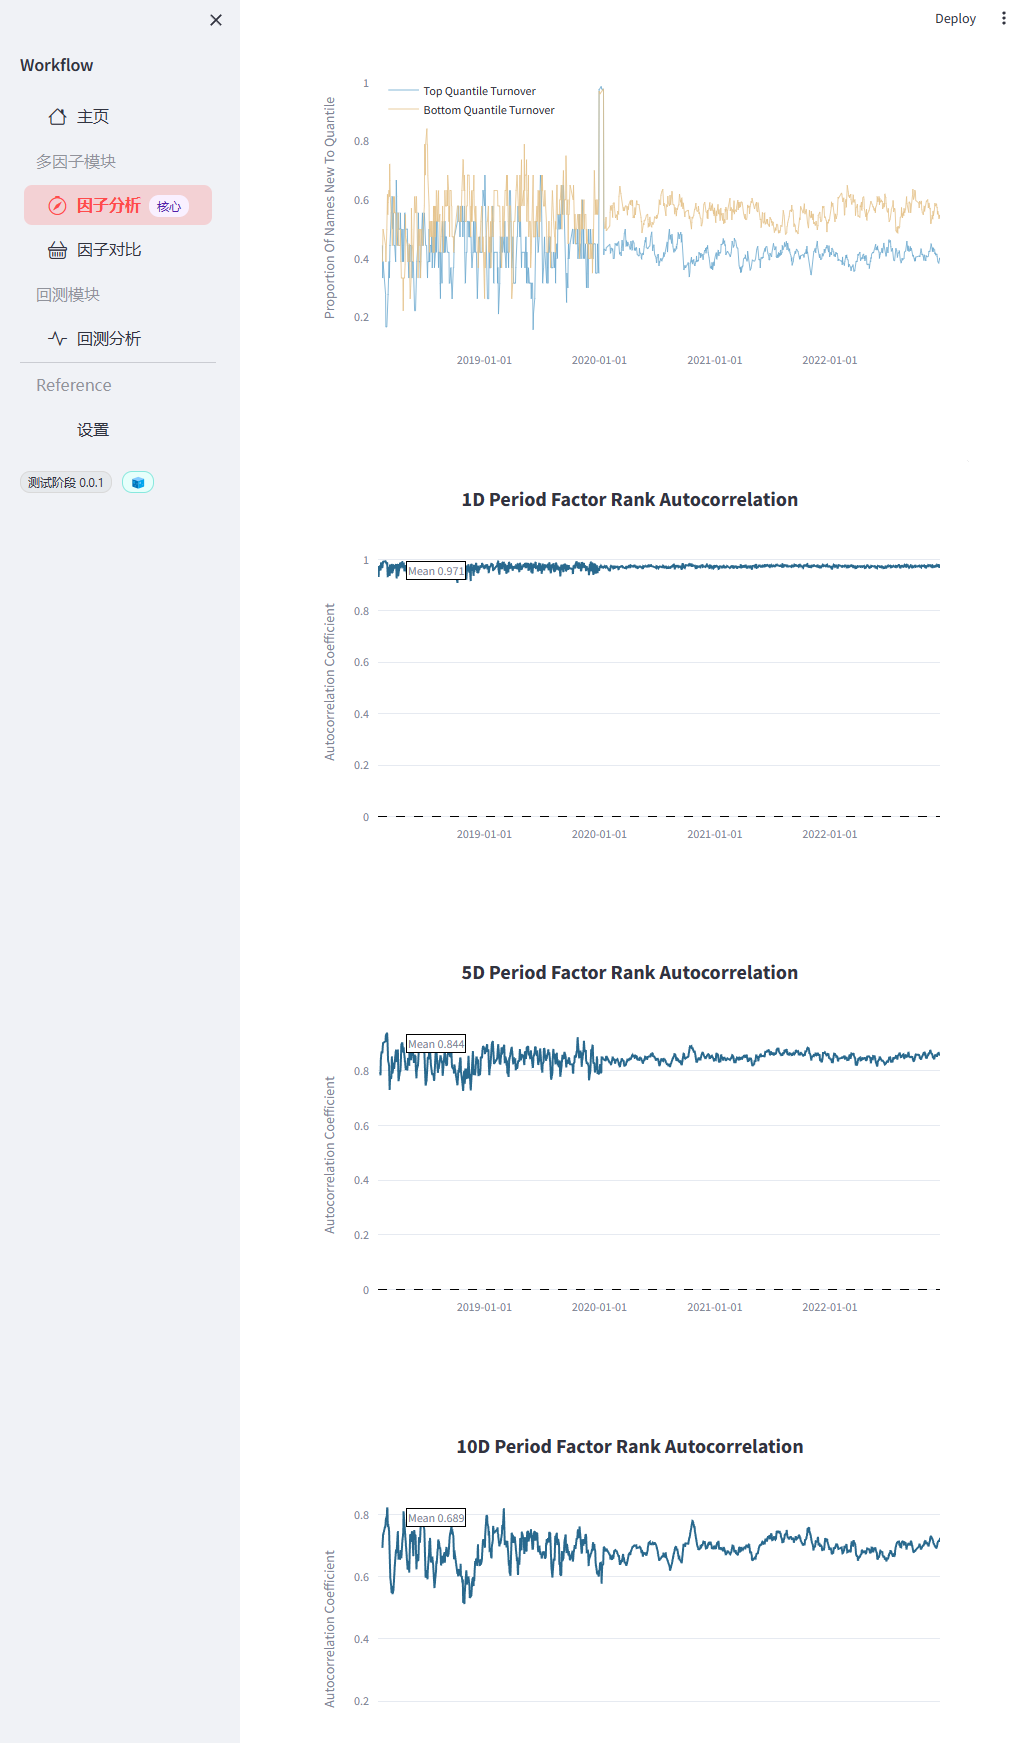 Deploy
Workflow
主页
多因子模块
因子分析 核心
因子对比
回测模块
回测分析
Reference
设置
测试阶段 0.0.1
Top Quantile Turnover
Bottom Quantile Turnover
Proportion Of Names New To Quantile
1
0.8
0.6
0.4
0.2
2019-01-01 2020-01-01 2021-01-01 2022-01-01
1D Period Factor Rank Autocorrelation
Mean 0.971
Autocorrelation Coefficient
1
0.8
0.6
0.4
0.2
0
2019-01-01 2020-01-01 2021-01-01 2022-01-01
5D Period Factor Rank Autocorrelation
Mean 0.844
Autocorrelation Coefficient
0.8
0.6
0.4
0.2
0
2019-01-01 2020-01-01 2021-01-01 2022-01-01
10D Period Factor Rank Autocorrelation
Mean 0.689
Autocorrelation Coefficient
0.8
0.6
0.4
0.2